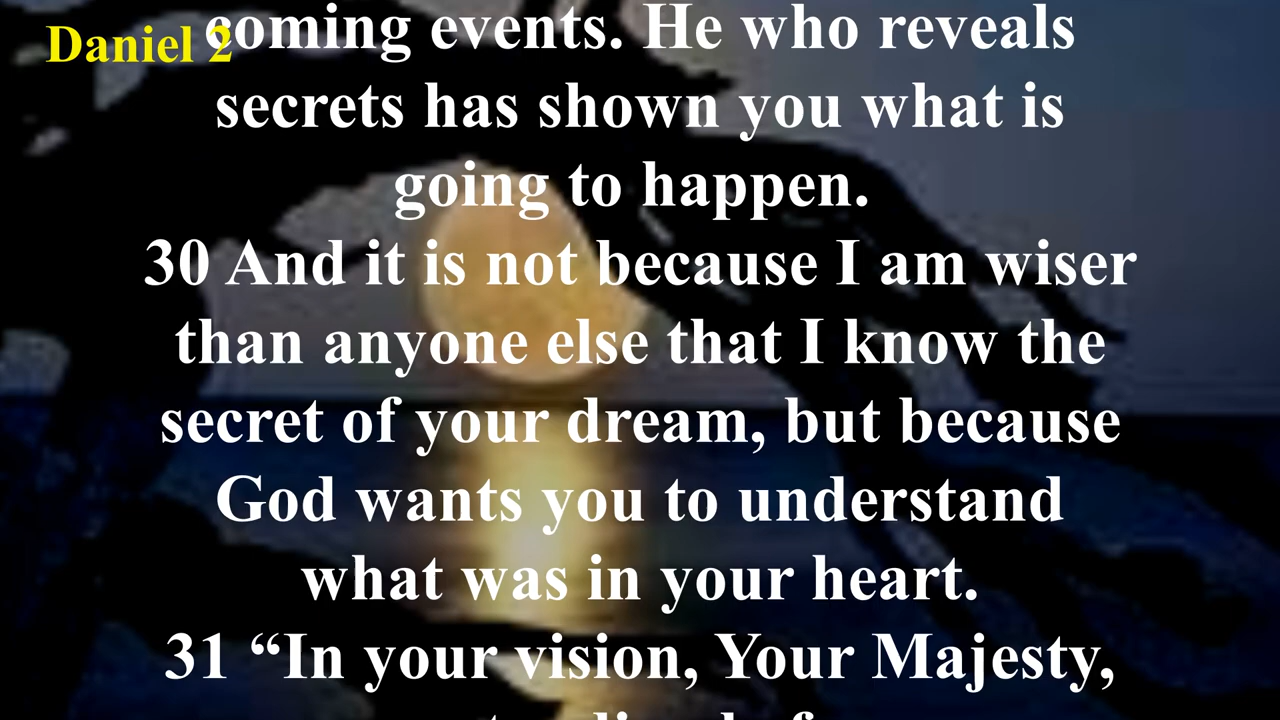 Daniel 2
coming events. He who reveals
secrets has shown you what is
going to happen.
30 And it is not because I am wiser
than anyone else that I know the
secret of your dream, but because
God wants you to understand
what was in your heart.
31 “In your vision, Your Majesty,